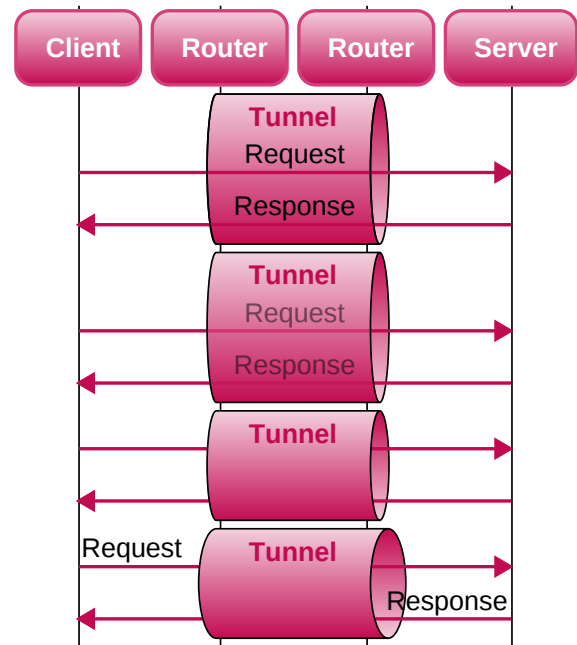 Client
Router
Router
Server
Tunnel
Request
Response
Tunnel
Request
Response
Tunnel
Tunnel
Request
Response